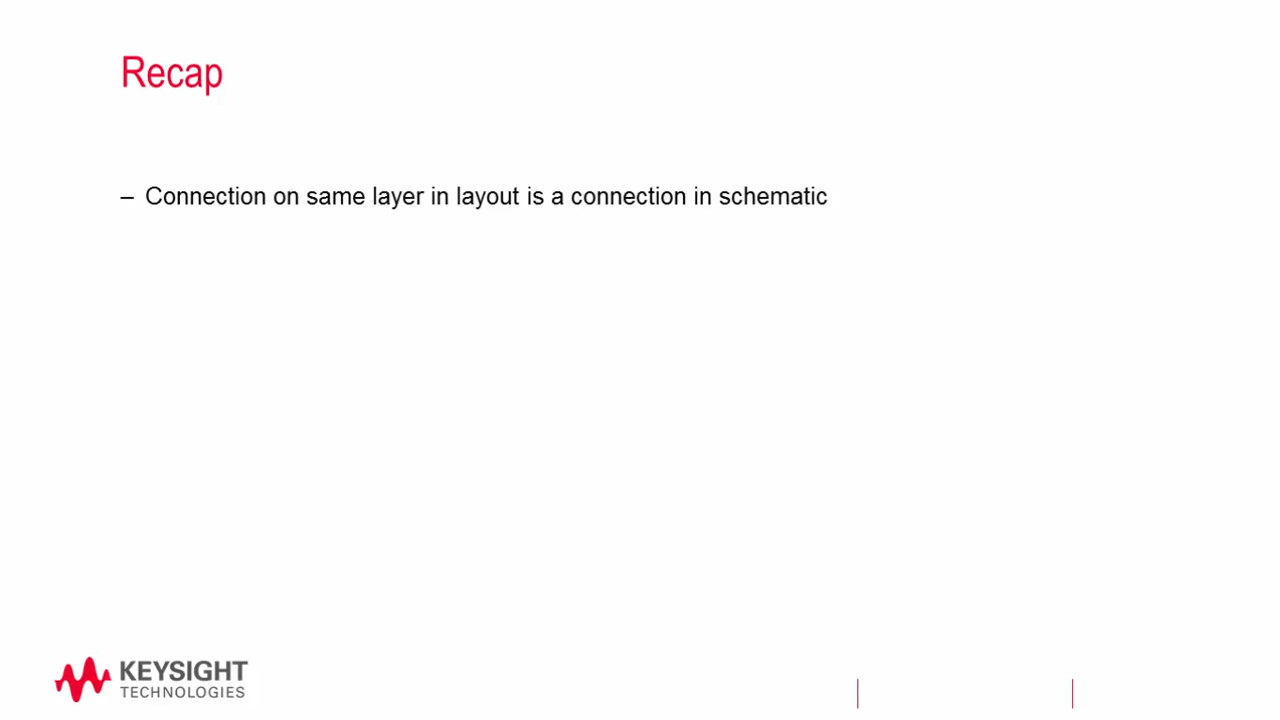 Recap
– Connection on same layer in layout is a connection in schematic
KEYSIGHT
TECHNOLOGIES